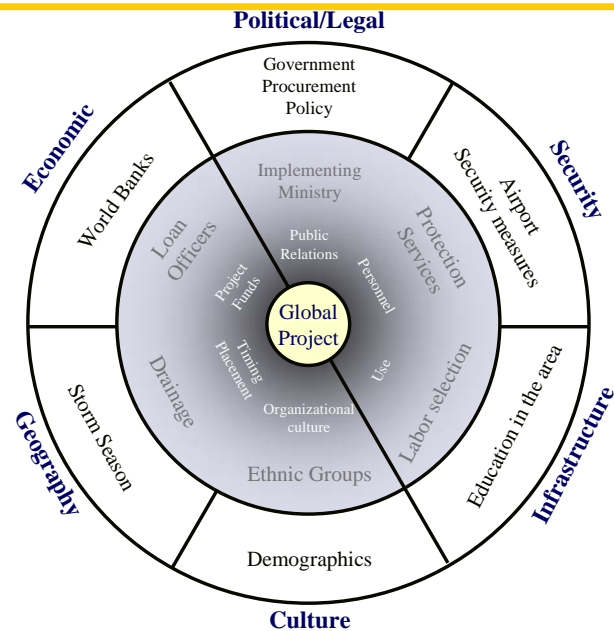 Political/Legal
Government
Procurement
Policy
Economic
World Banks
Security
Airport
Security measures
Implementing
Ministry
Loan
Officers
Protection
Services
Public
Relations
Project
Funds
Personnel
Global
Project
Timing
Placement
Use
Organizational
culture
Drainage
Labor selection
Ethnic Groups
Geography
Storm Season
Education in the area
Infrastructure
Demographics
Culture